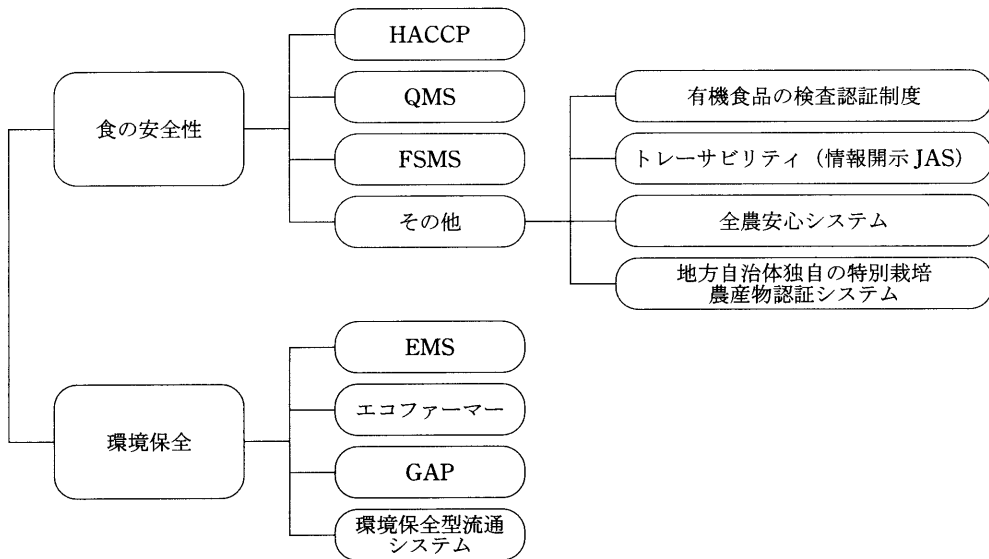 食の安全性
HACCP
QMS
FSMS
その他
有機食品の検査認証制度
トレーサビリティ（情報開示 JAS）
全農安心システム
地方自治体独自の特別栽培
農産物認証システム
環境保全
EMS
エコファーマー
GAP
環境保全型流通
システム